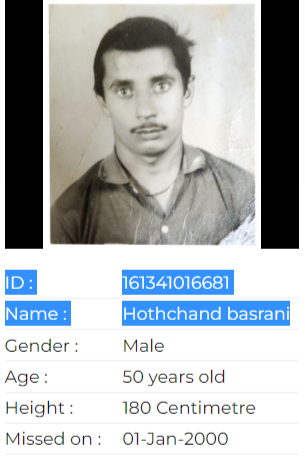 ID : 161341016681
Name : Hothchand basrani
Gender : Male
Age : 50 years old
Height : 180 Centimetre
Missed on : 01-Jan-2000